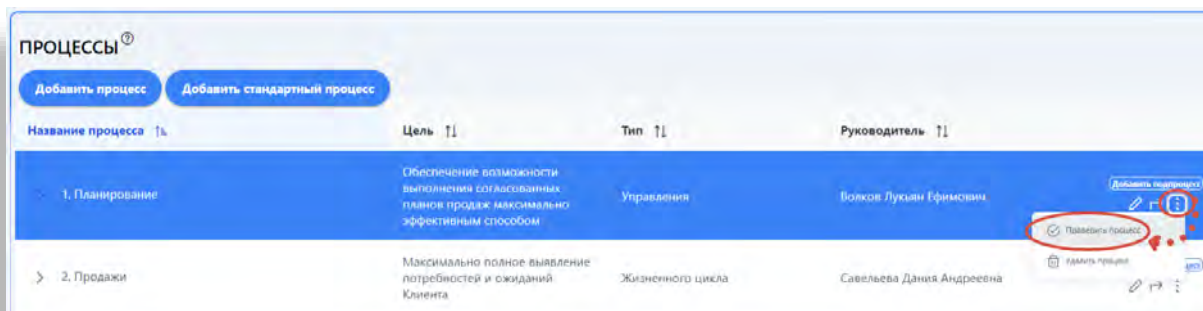 ПРОЦЕССЫ
Добавить процесс
Добавить стандартный процесс
Название процесса
Цель
Тип
Руководитель
1. Планирование
Обеспечение возможности
выполнения согласованных
планов продаж максимально
эффективным способом
Управления
Волков Лукьян Ефимович
Добавить подпроцесс
Проверить процесс
Удалить процесс
2. Продажи
Максимально полное выявление
потребностей и ожиданий
Клиента
Жизненного цикла
Савельева Дания Андреевна